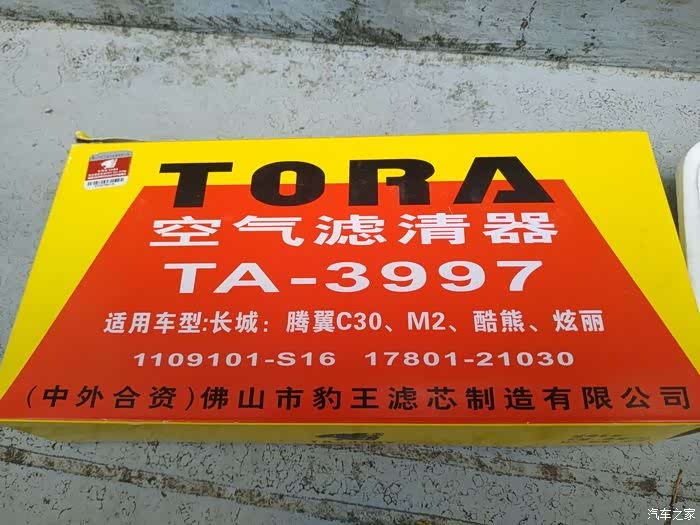 TORA
空气滤清器
TA-3997
适用车型:长城：腾翼C30、M2、酷熊、炫丽
1109101-S16 17801-21030
(中外合资)佛山市豹王滤芯制造有限公司
汽车之家